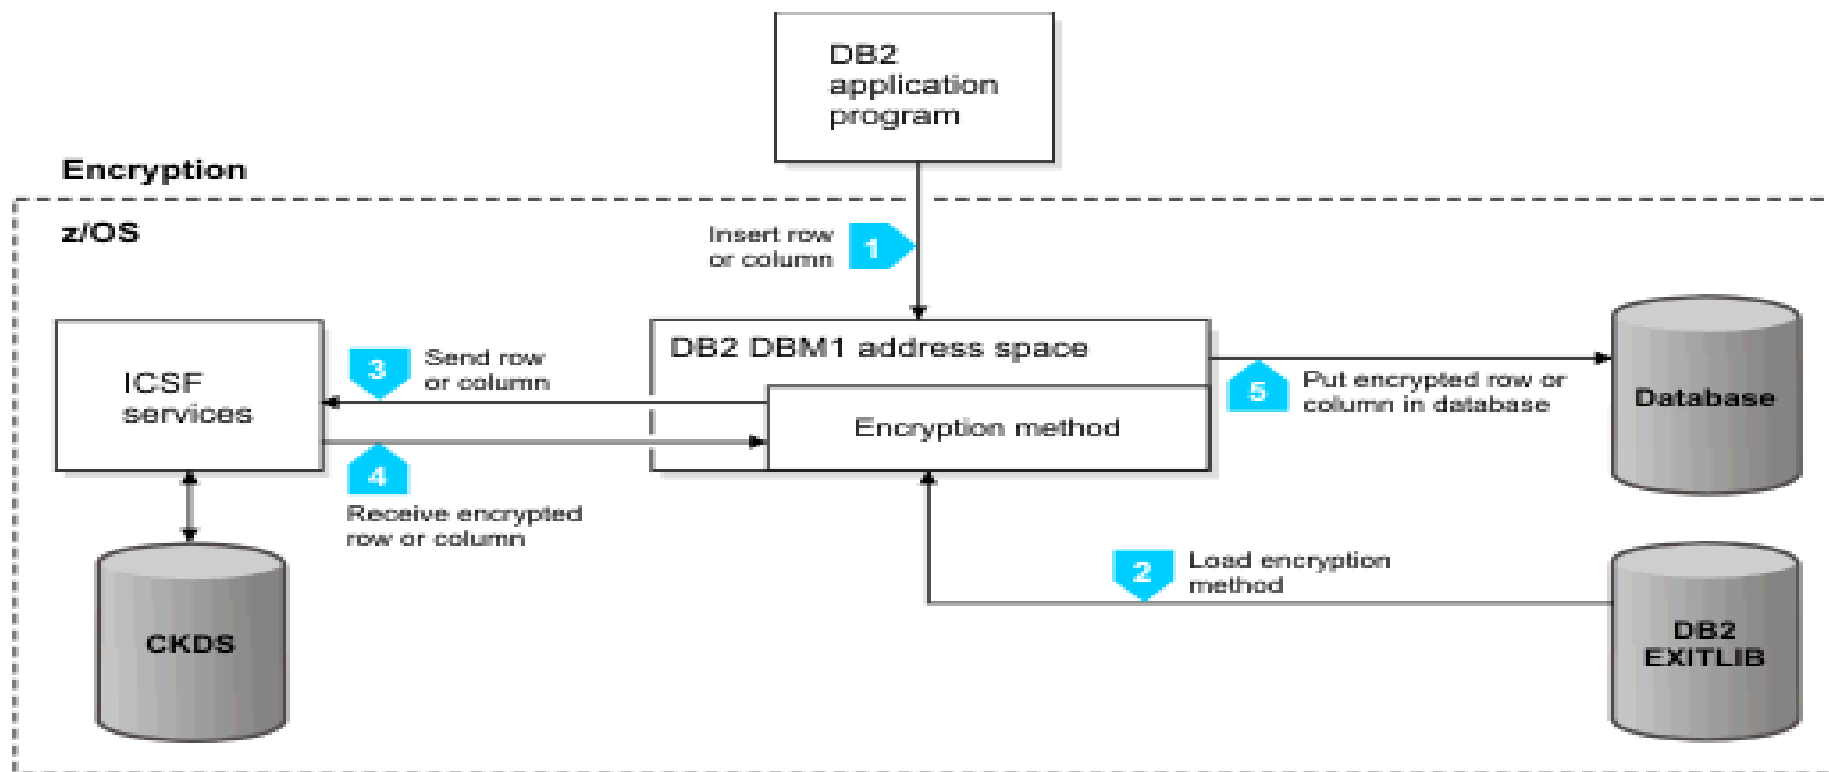 DB2
application
program
Encryption
z/OS
Insert row
or column
1
DB2 DBM1 address space
Encryption method
ICSF
services
3
Send row
or column
4
Receive encrypted
row or column
5
Put encrypted row or
column in database
Database
2
Load encryption
method
CKDS
DB2
EXITLIB